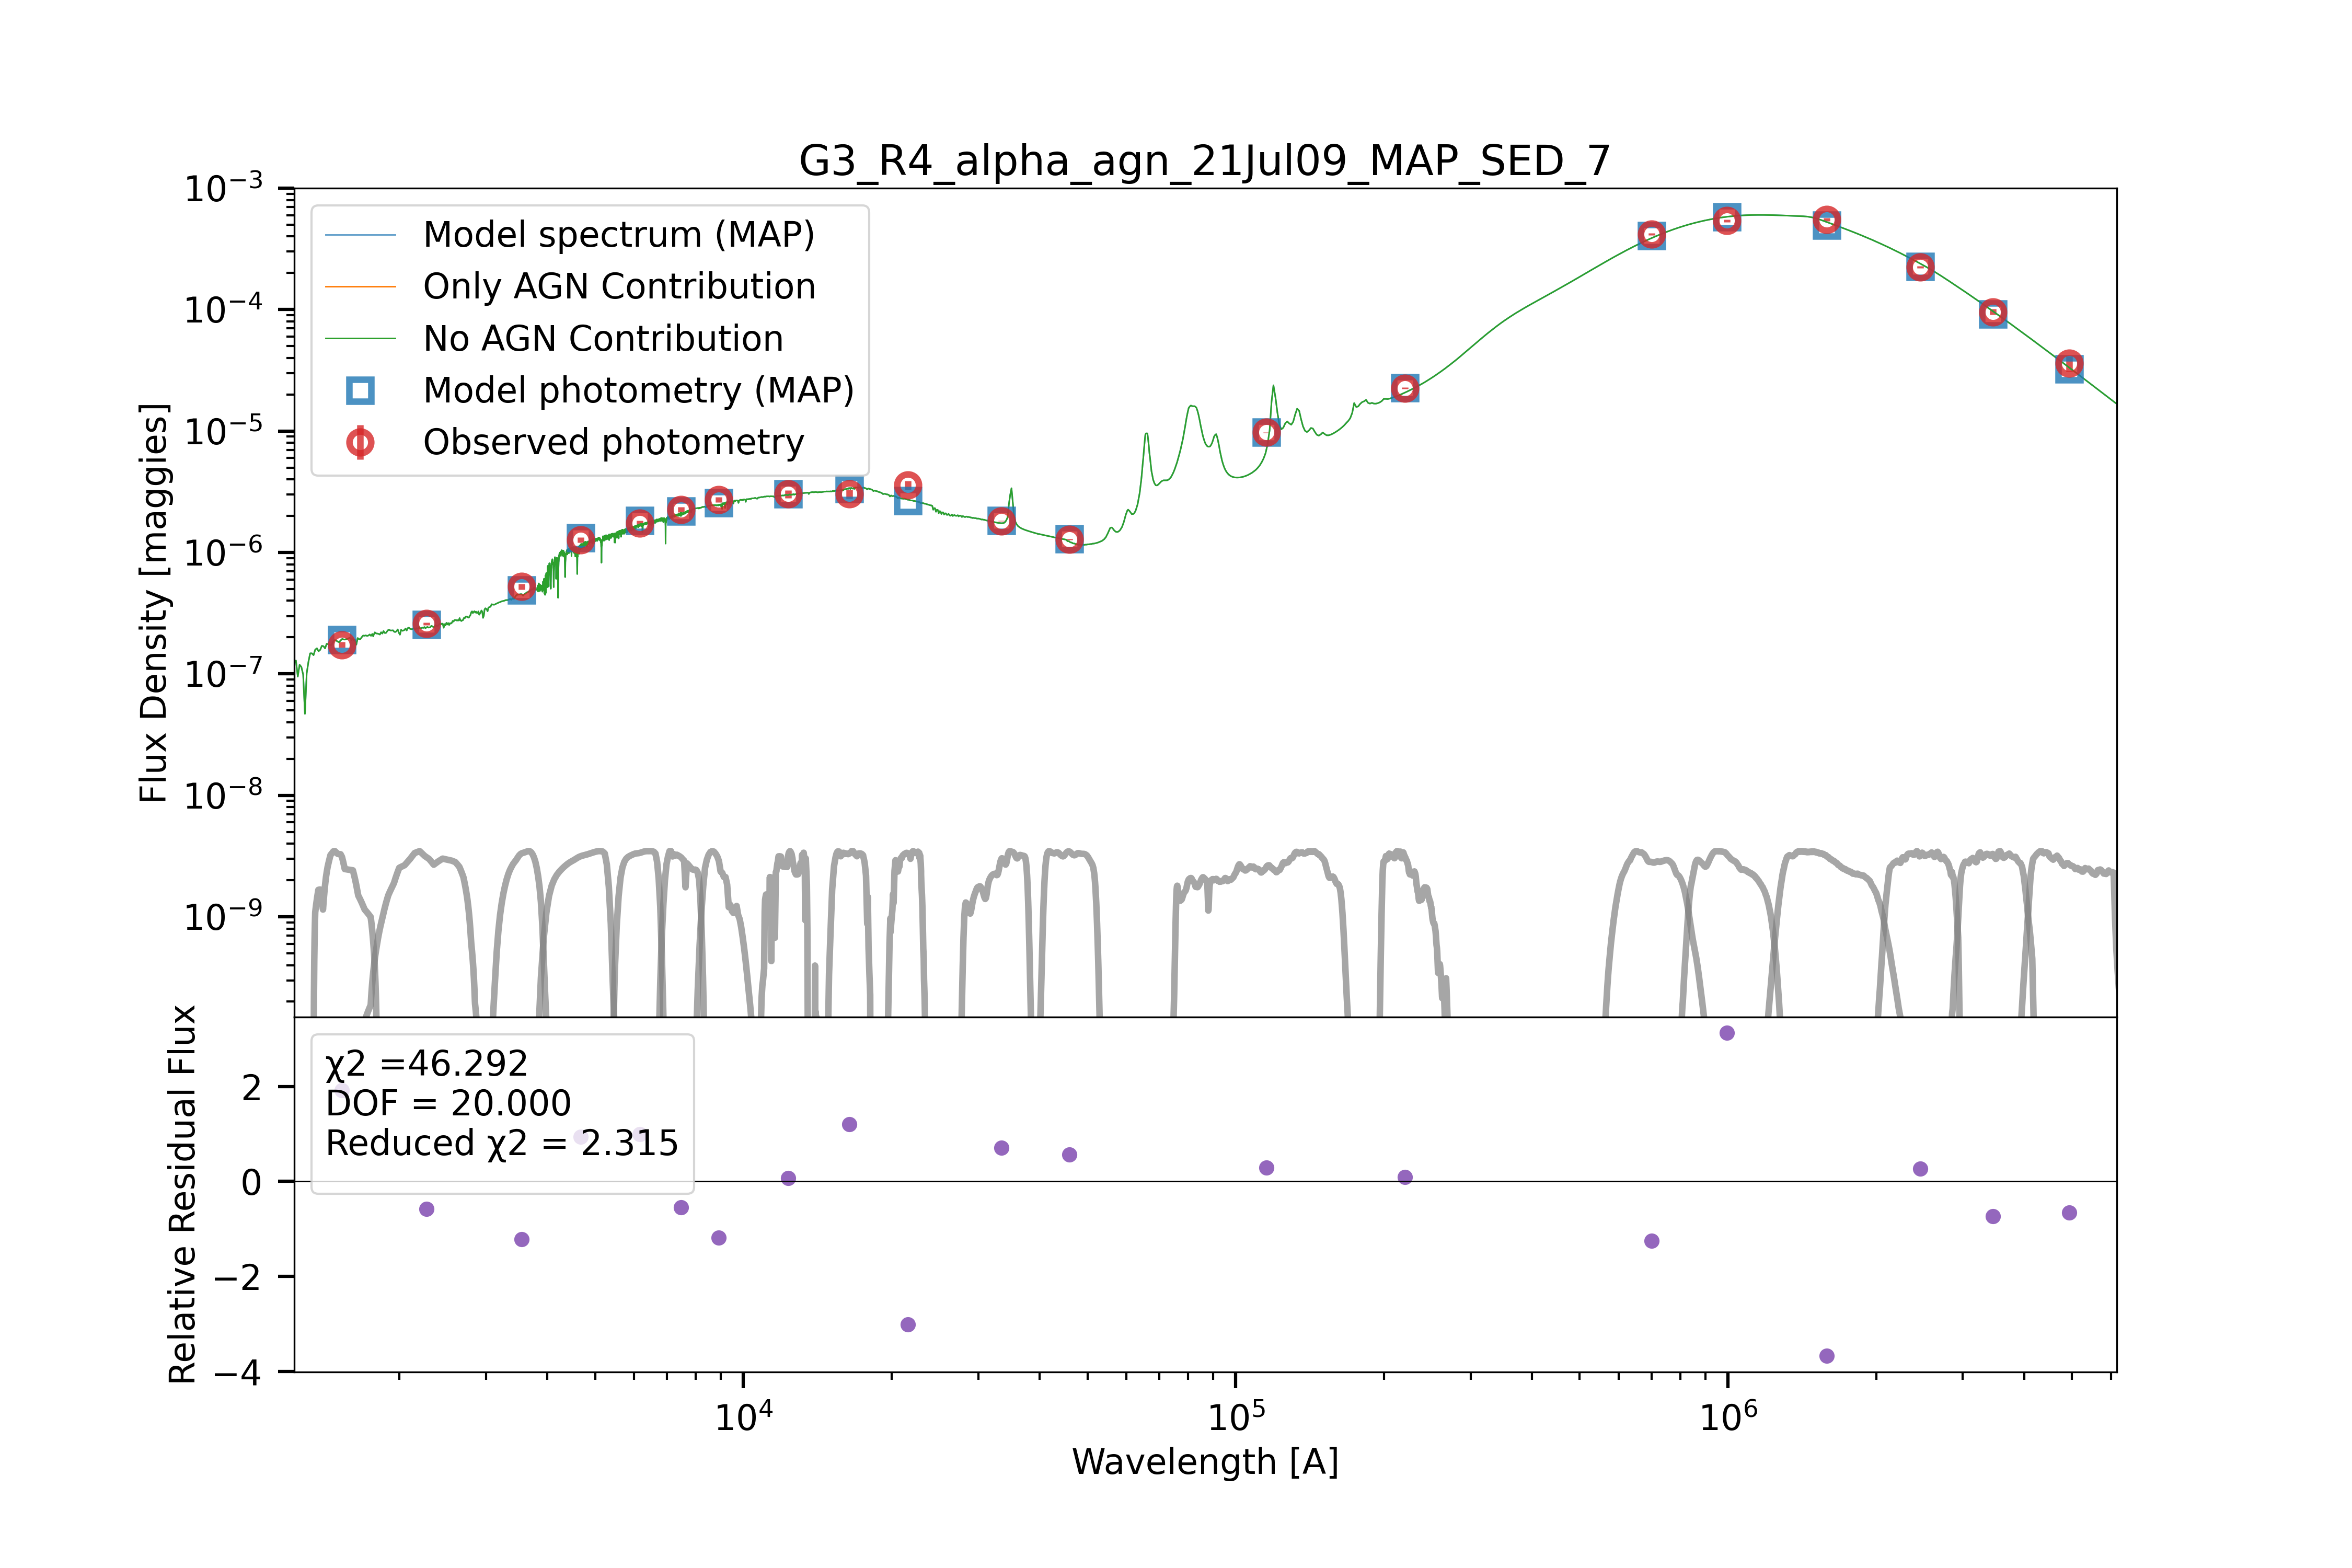 G3_R4_alpha_agn_21Jul09_MAP_SED_7
Flux Density [maggies]
10⁻³
10⁻⁴
10⁻⁵
10⁻⁶
10⁻⁷
10⁻⁸
10⁻⁹
Model spectrum (MAP)
Only AGN Contribution
No AGN Contribution
Model photometry (MAP)
Observed photometry
Relative Residual Flux
2
0
−2
−4
χ2 =46.292
DOF = 20.000
Reduced χ2 = 2.315
10⁴ 10⁵ 10⁶
Wavelength [A]